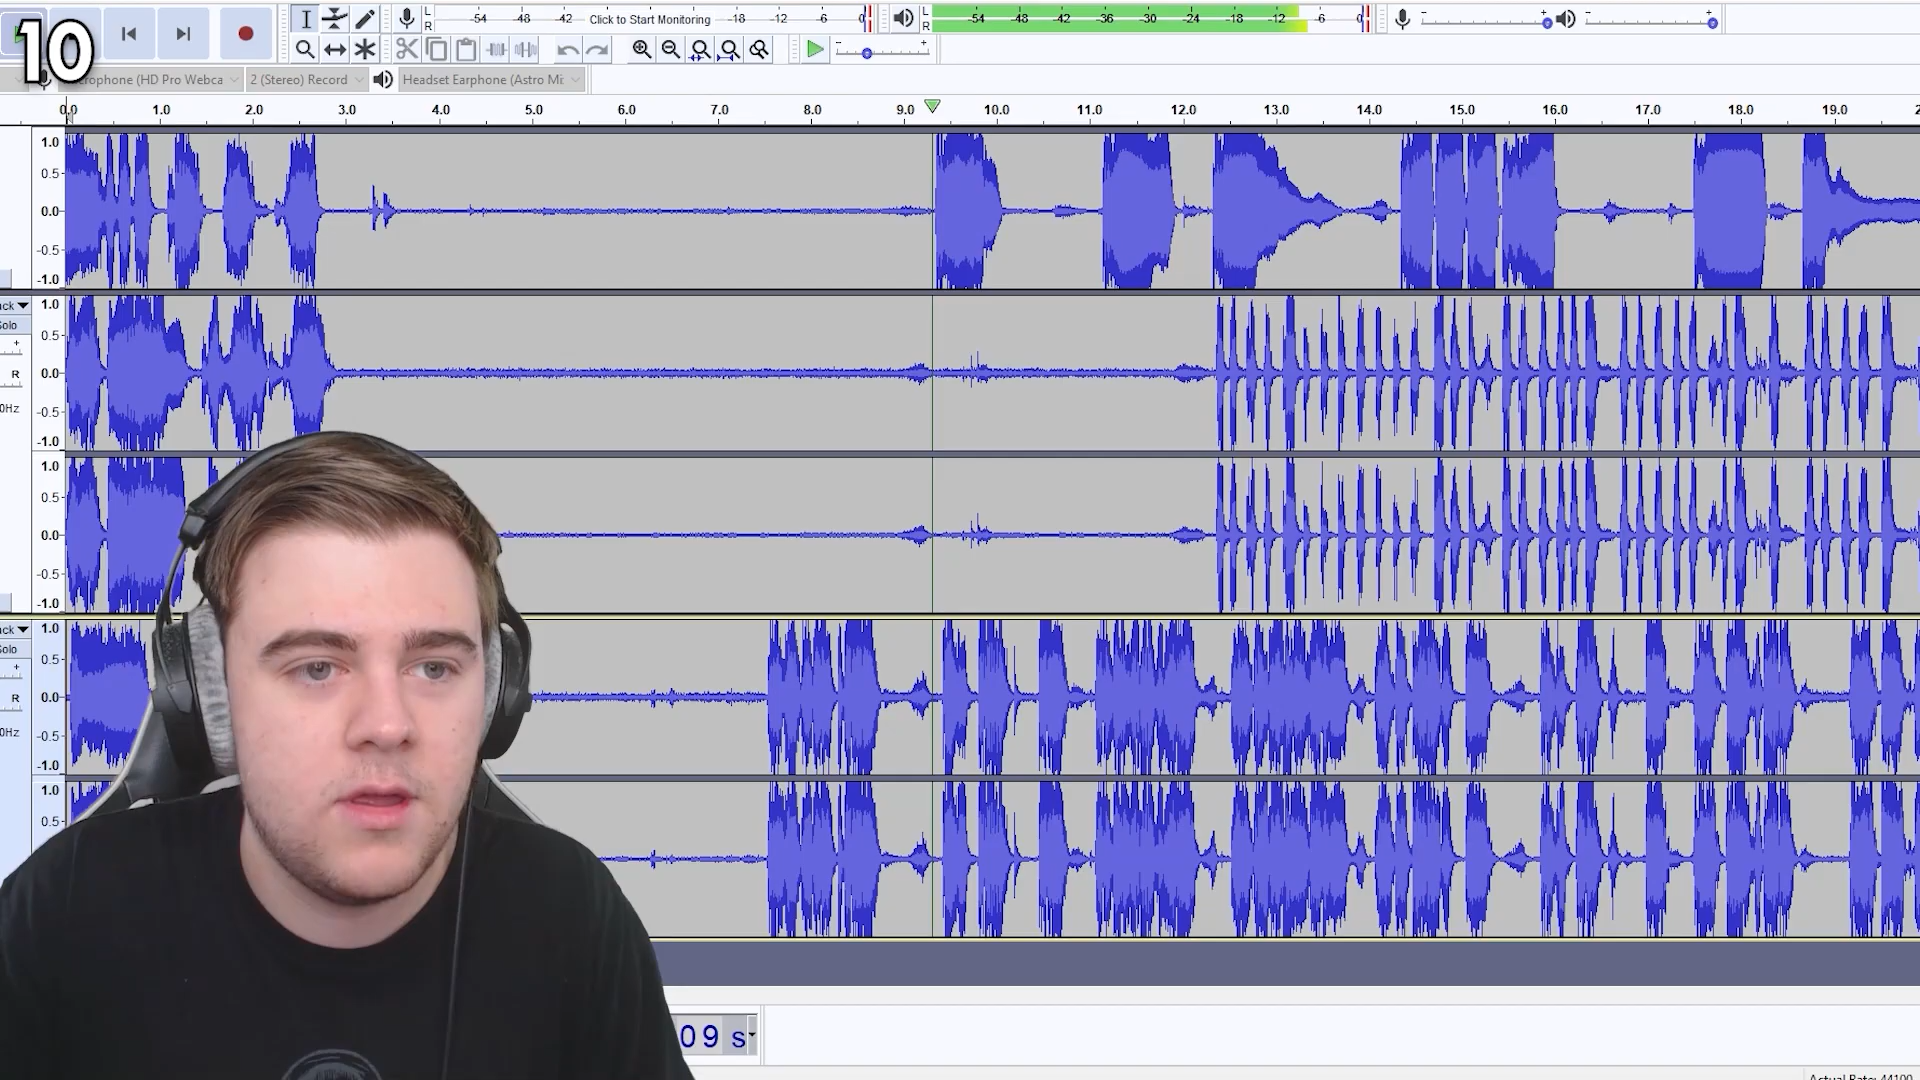 10
-54 -48 -42 Click to Start Monitoring -18 -12 -6 0
L
R
-54 -48 -42 -36 -30 -24 -18 -12 -6 0
L
R
- +
- +
- +
rophone (HD Pro Webca
2 (Stereo) Record
Headset Earphone (Astro Mi
0.0 1.0 2.0 3.0 4.0 5.0 6.0 7.0 8.0 9.0 10.0 11.0 12.0 13.0 14.0 15.0 16.0 17.0 18.0 19.0
1.0
0.5
0.0
-0.5
-1.0
ck
1.0
olo
0.5
+
R
0.0
0Hz
-0.5
-1.0
1.0
0.5
0.0
-0.5
-1.0
ck
1.0
olo
0.5
+
R
0.0
0Hz
-0.5
-1.0
1.0
0.5
09 s
Actual Rate: 44100